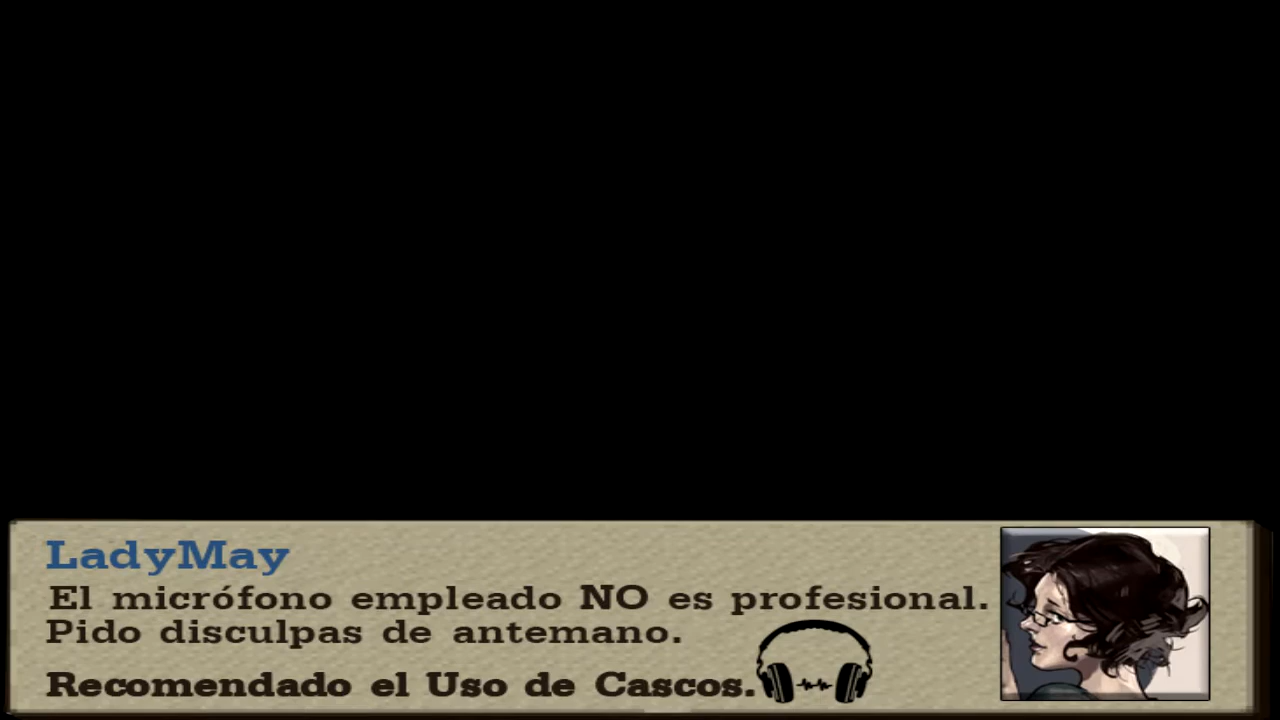 LadyMay
El micrófono empleado NO es profesional.
Pido disculpas de antemano.
Recomendado el Uso de Cascos.